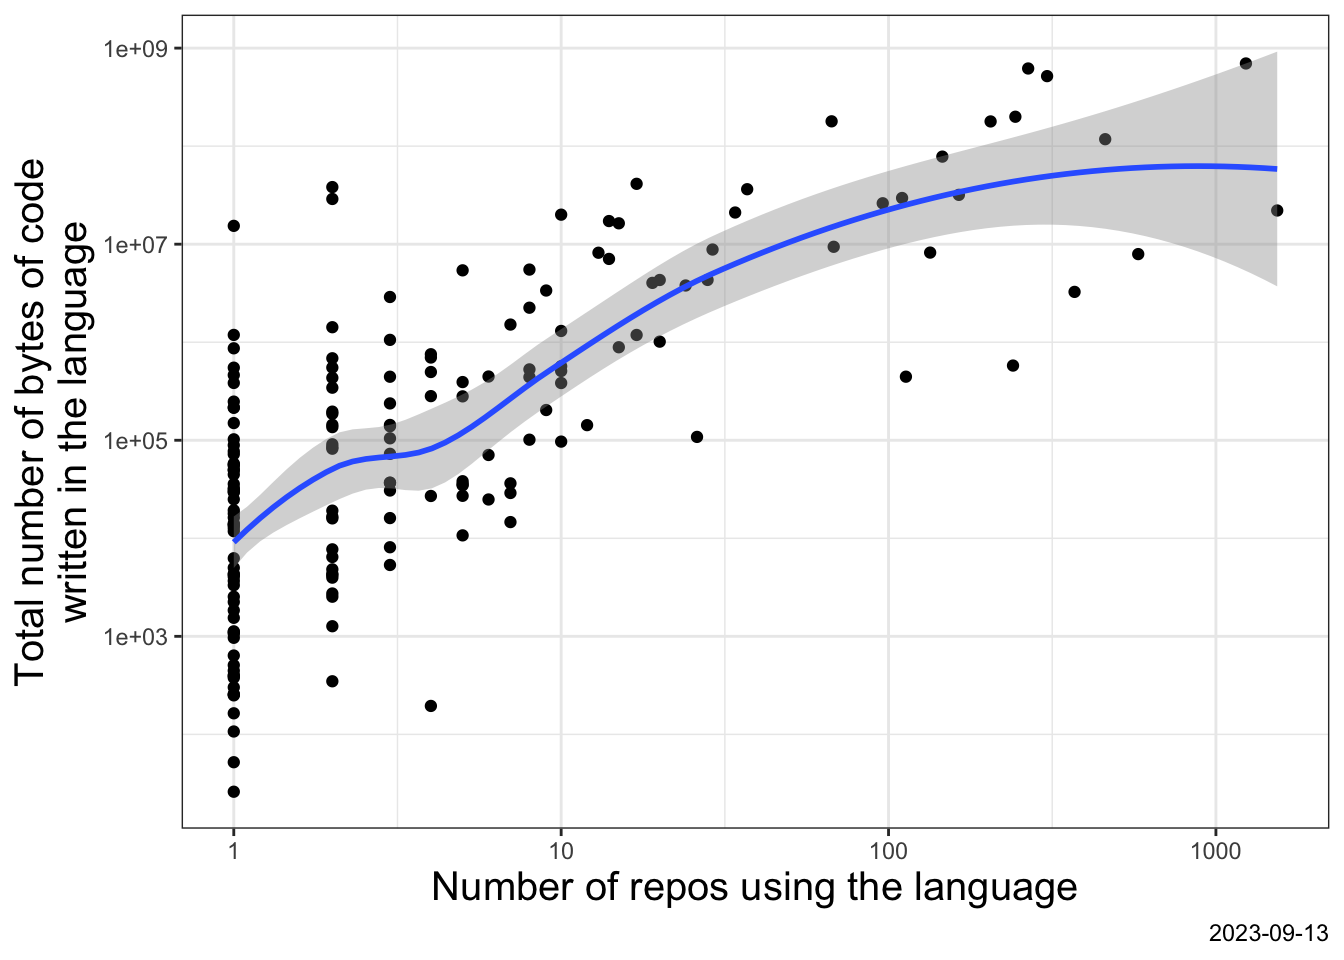 Total number of bytes of code
written in the language
1e+09
1e+07
1e+05
1e+03
1 10 100 1000
Number of repos using the language
2023-09-13